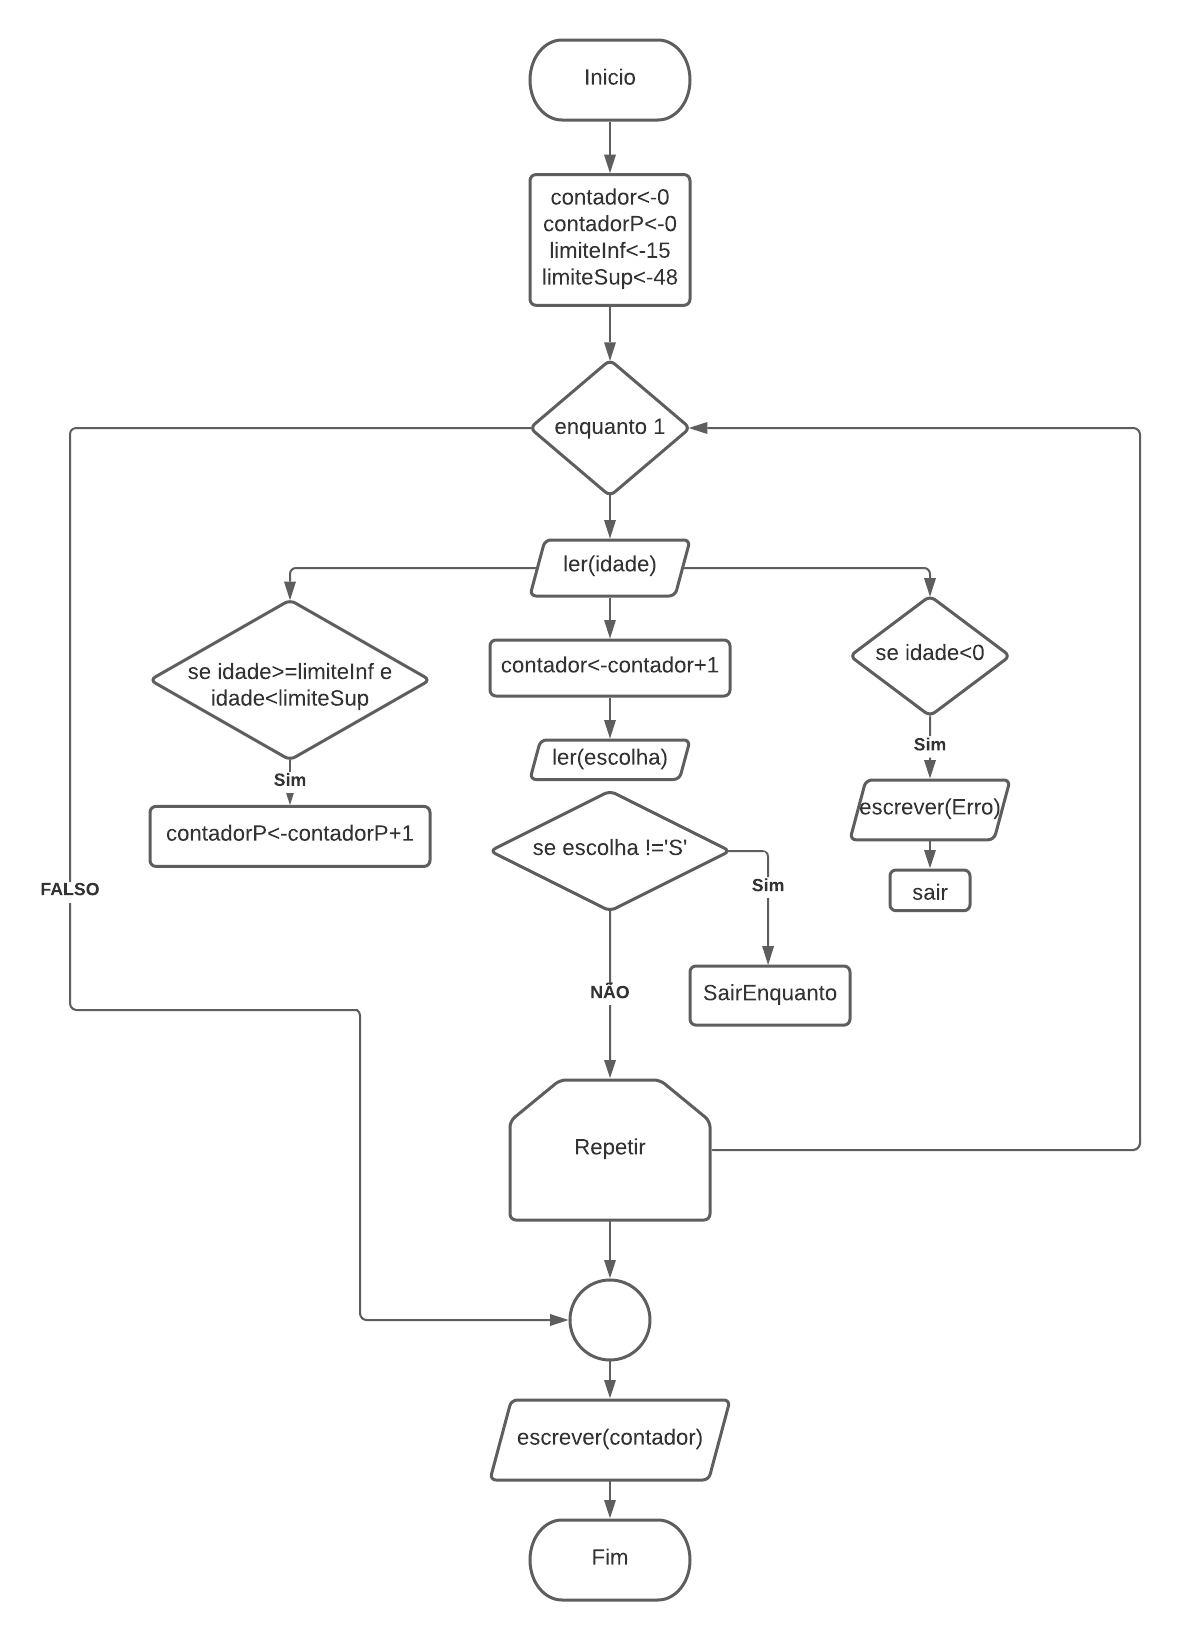 Inicio
contador<-0
contadorP<-0
limiteInf<-15
limiteSup<-48
enquanto 1
ler(idade)
se idade>=limiteInf e
idade<limiteSup
Sim
contadorP<-contadorP+1
contador<-contador+1
ler(escolha)
se escolha !='S'
Sim
SairEnquanto
se idade<0
Sim
escrever(Erro)
sair
FALSO
NÃO
Repetir
escrever(contador)
Fim